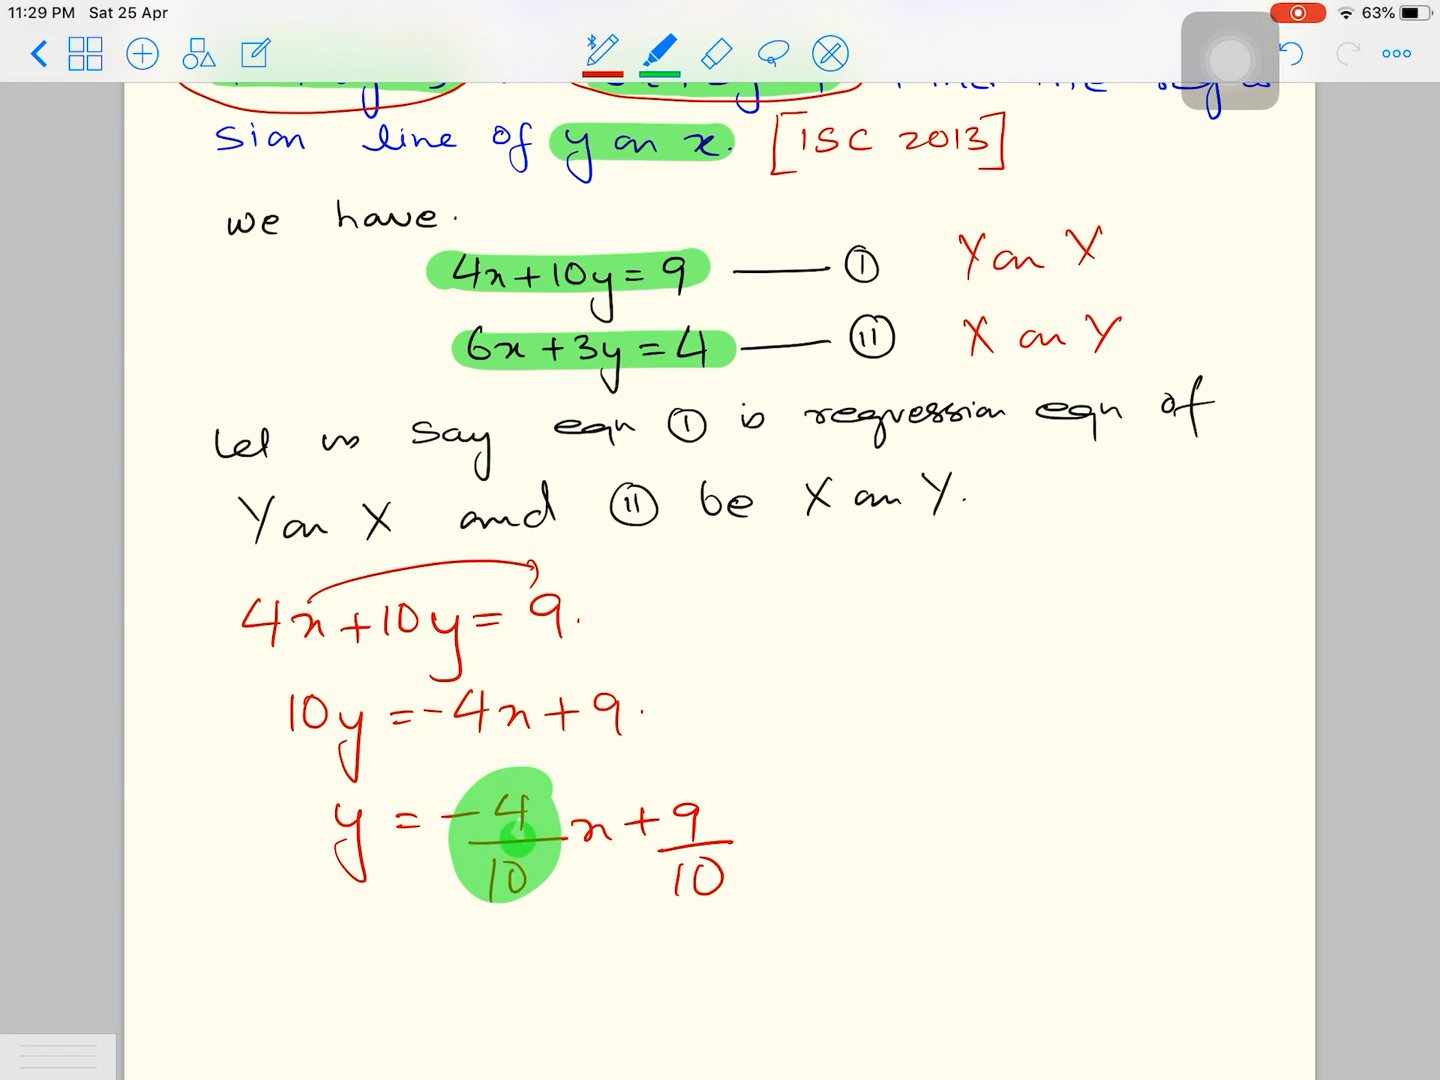 11:29 PM Sat 25 Apr 63%
sion line of y on x. [ISC 2013]
we have.
4x+10y=9 —— (I) Y on X
6x+3y=4 —— (II) X on Y
Let us say eqn (I) is regression eqn of
Y on X and (II) be X on Y.
4x+10y=9.
10y=-4x+9.
y = -4/10 x + 9/10